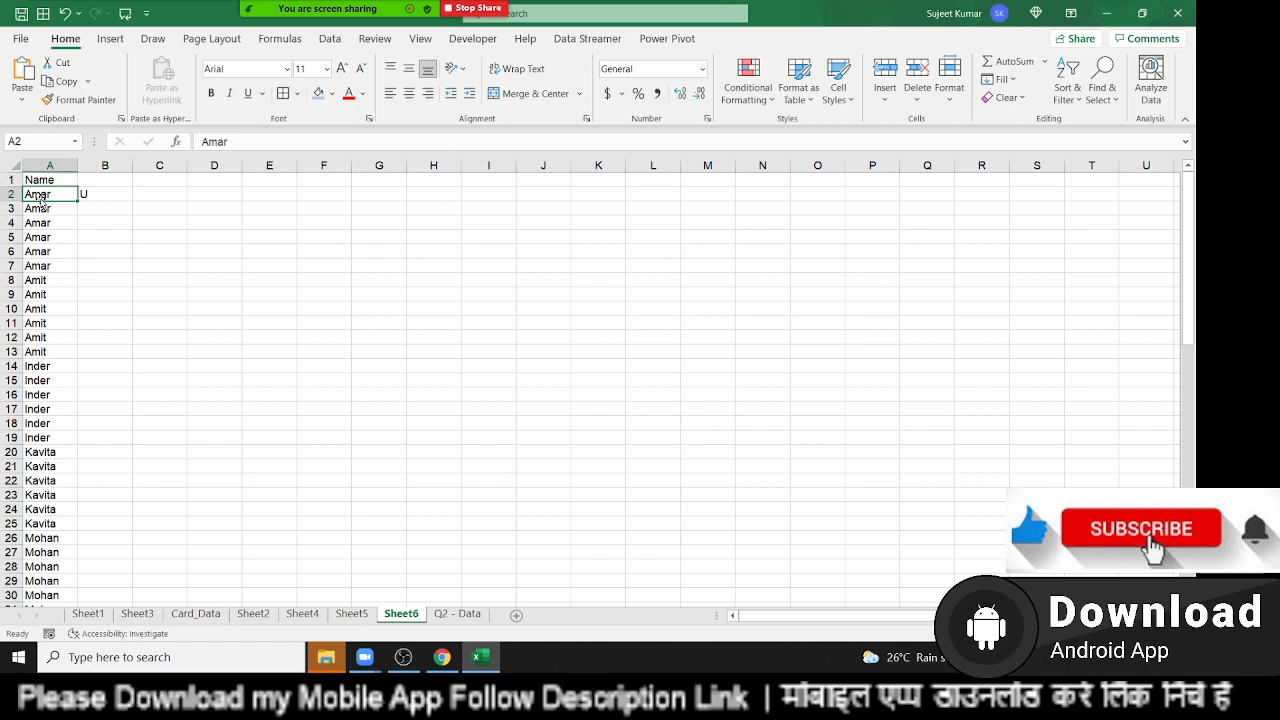 You are screen sharing
Stop Share
Search
Sujeet Kumar SK
File Home Insert Draw Page Layout Formulas Data Review View Developer Help Data Streamer Power Pivot
Share Comments
Paste
Cut
Copy
Format Painter
Clipboard
Paste as Hyperlink
Paste as Hyper...
Arial 11
B I U
Font
Wrap Text
Merge & Center
Alignment
General
$ % ,
Number
Conditional Formatting
Format as Table
Cell Styles
Styles
Insert Delete Format
Cells
AutoSum
Fill
Clear
Sort & Filter
Find & Select
Editing
Analyze Data
Analysis
A2 fx Amar
A B C D E F G H I J K L M N O P Q R S T U
1 Name
2 Amar U
3 Amar
4 Amar
5 Amar
6 Amar
7 Amar
8 Amit
9 Amit
10 Amit
11 Amit
12 Amit
13 Amit
14 Inder
15 Inder
16 Inder
17 Inder
18 Inder
19 Inder
20 Kavita
21 Kavita
22 Kavita
23 Kavita
24 Kavita
25 Kavita
26 Mohan
27 Mohan
28 Mohan
29 Mohan
30 Mohan
SUBSCRIBE
Sheet1 Sheet3 Card_Data Sheet2 Sheet4 Sheet5 Sheet6 Q2 - Data
Ready Accessibility: Investigate
Download
Android App
Type here to search
26°C Rain s
Please Download my Mobile App Follow Description Link | मोबाइल एप्प डाउनलोड करे लिंक निचे है